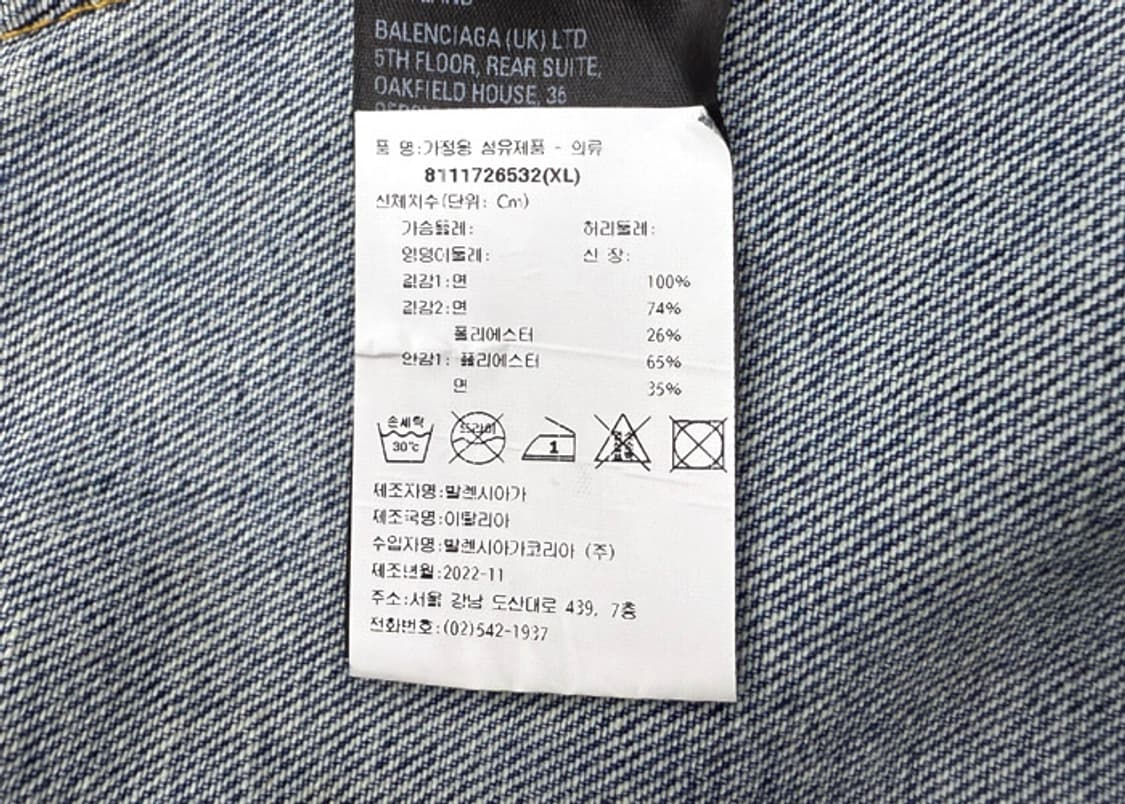 BALENCIAGA (UK) LTD
5TH FLOOR, REAR SUITE,
OAKFIELD HOUSE, 35
품 명:가정용 섬유제품 - 의류
8111726532(XL)
신체치수(단위: Cm)
가슴둘레: 허리둘레:
엉덩이둘레: 신 장:
겉감1:면 100%
겉감2:면 74%
폴리에스터 26%
안감1: 폴리에스터 65%
면 35%
손세탁
30℃
드라이
1
제조자명:발렌시아가
제조국명:이탈리아
수입자명:발렌시아가코리아 (주)
제조년월:2022-11
주소:서울 강남 도산대로 439, 7층
전화번호:(02)542-1937